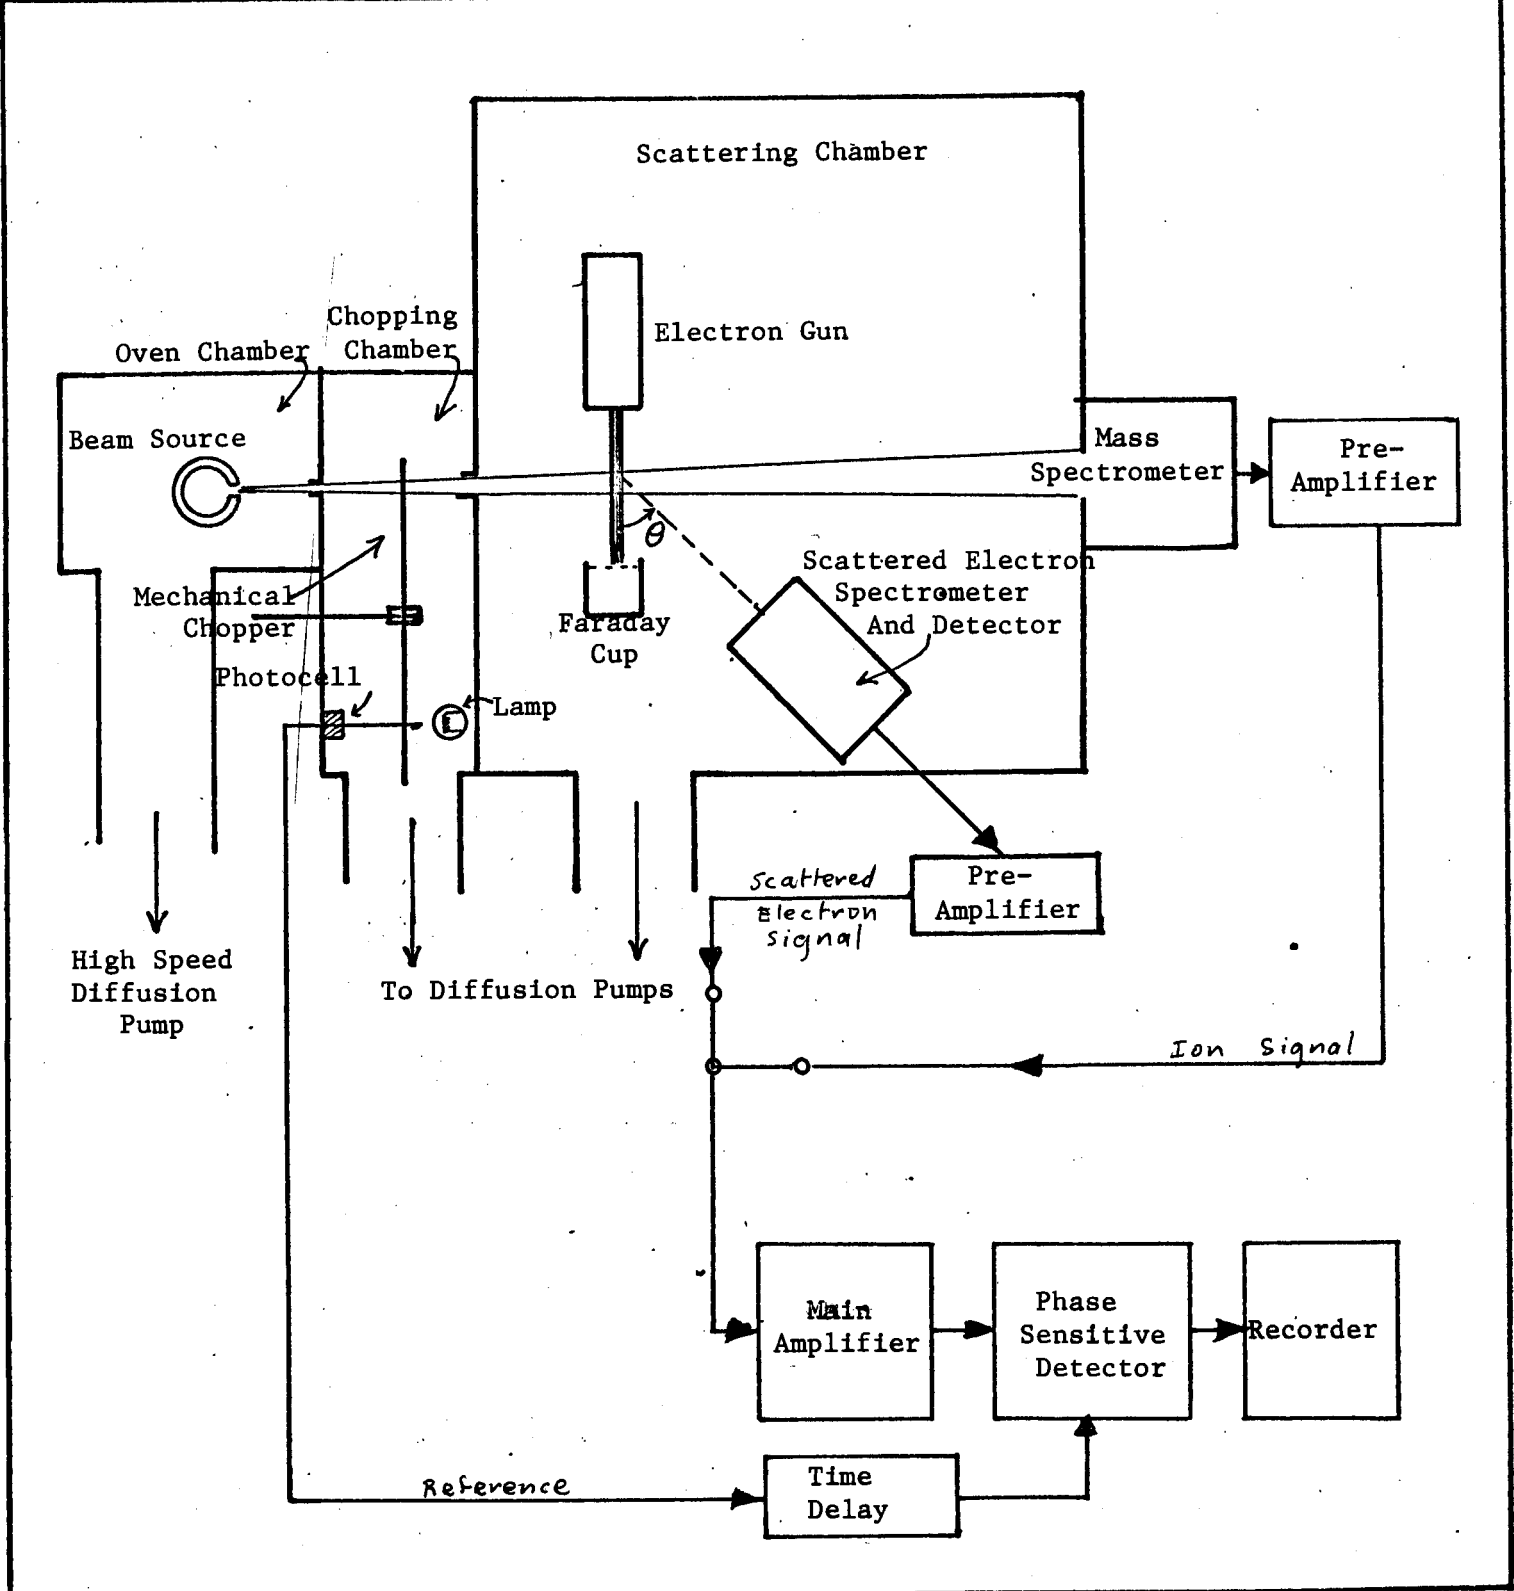 Scattering Chamber
Electron Gun
Chopping
Chamber
Oven Chamber
Beam Source
Mass
Spectrometer
Pre-
Amplifier
θ
Scattered Electron
Spectrometer
And Detector
Mechanical
Chopper
Faraday
Cup
Photocell
Lamp
Pre-
Amplifier
Scattered
Electron
Signal
High Speed
Diffusion
Pump
To Diffusion Pumps
Ion Signal
Main
Amplifier
Phase
Sensitive
Detector
Recorder
Reference
Time
Delay